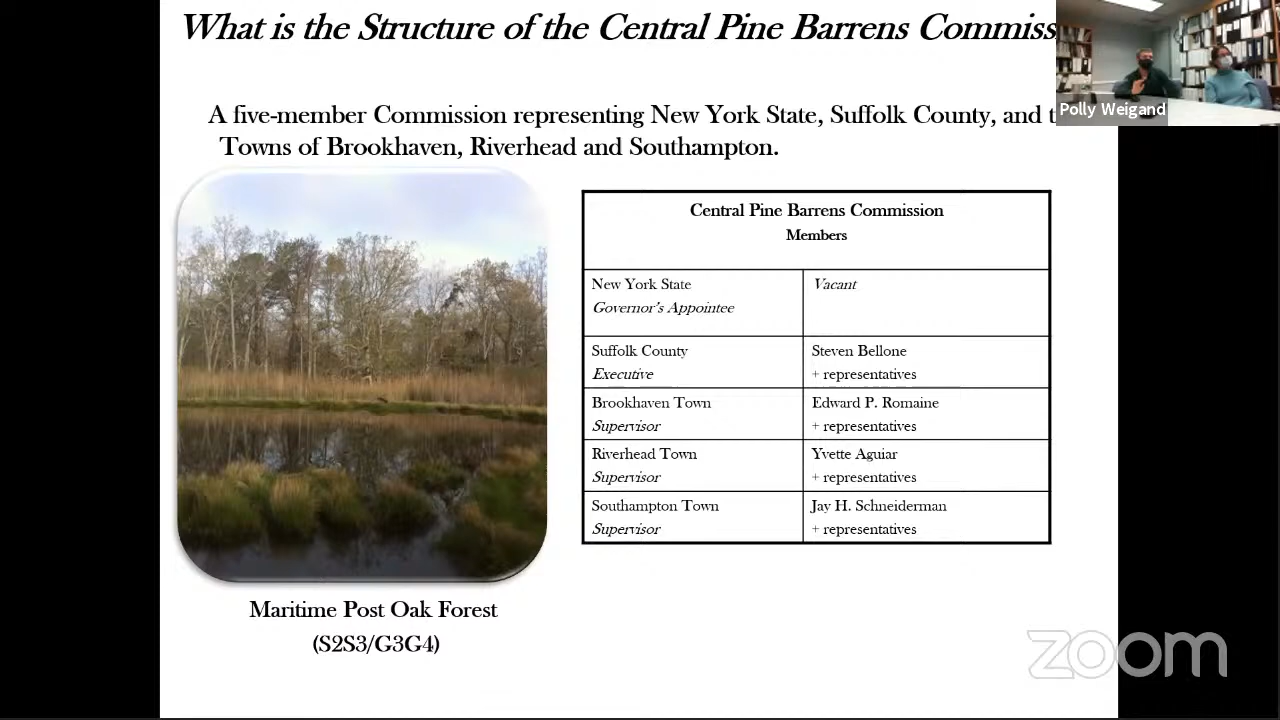 What is the Structure of the Central Pine Barrens Commiss
Polly Weigand
A five-member Commission representing New York State, Suffolk County, and t
Towns of Brookhaven, Riverhead and Southampton.
Central Pine Barrens Commission
Members
New York State
Governor's Appointee
Vacant
Suffolk County
Executive
Steven Bellone
+ representatives
Brookhaven Town
Supervisor
Edward P. Romaine
+ representatives
Riverhead Town
Supervisor
Yvette Aguiar
+ representatives
Southampton Town
Supervisor
Jay H. Schneiderman
+ representatives
Maritime Post Oak Forest
(S2S3/G3G4)
zoom